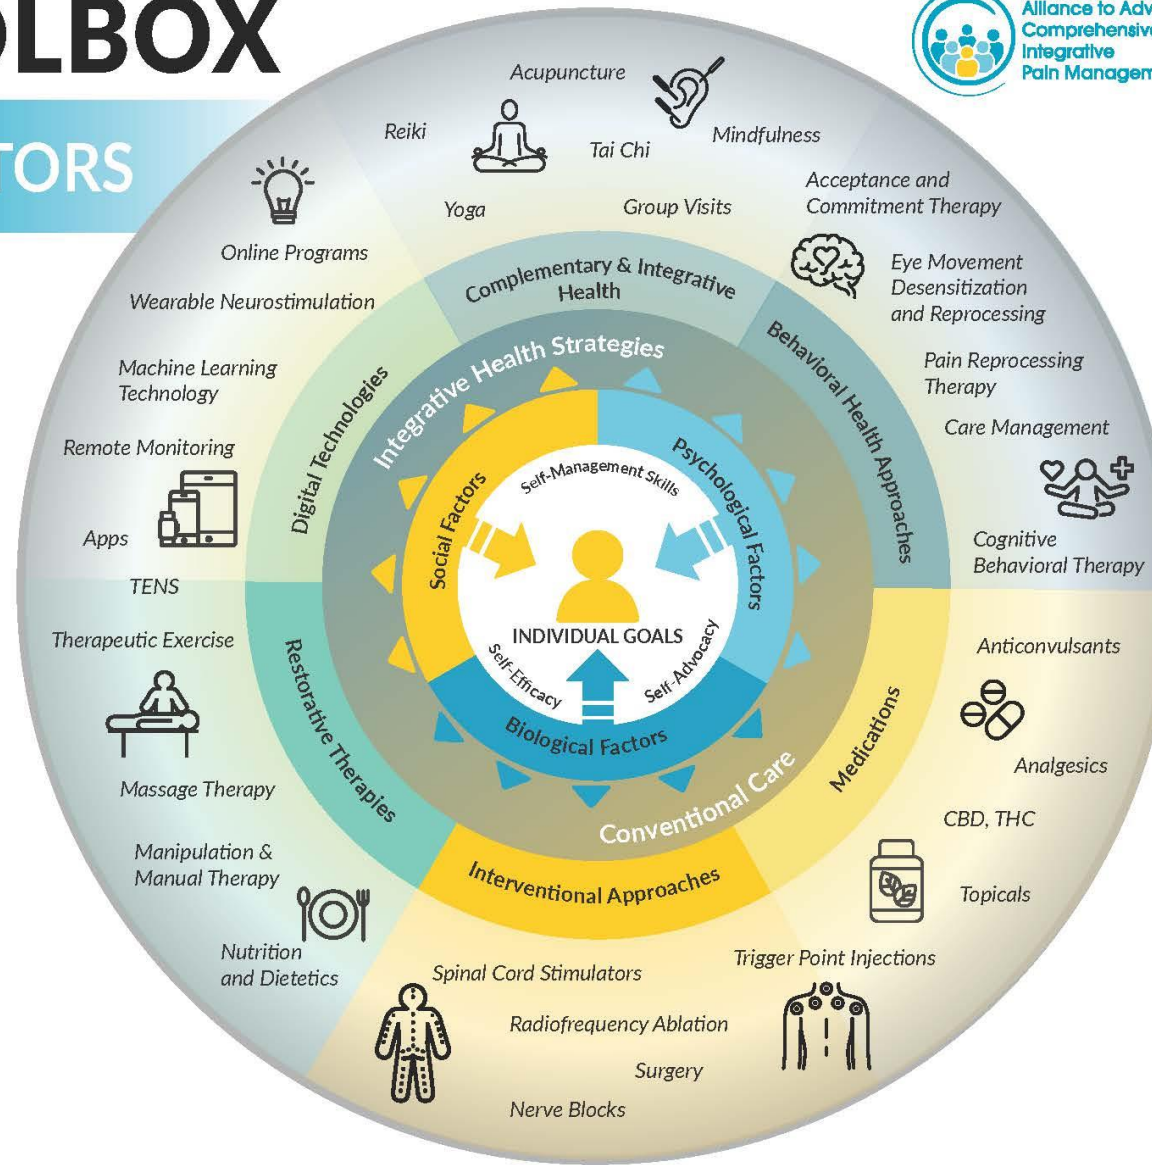 OLBOX
TORS
Alliance to Adv
Comprehensive
Integrative
Pain Managem
Acupuncture
Reiki
Tai Chi
Mindfulness
Yoga
Group Visits
Acceptance and
Commitment Therapy
Eye Movement
Desensitization
and Reprocessing
Pain Reprocessing
Therapy
Care Management
Cognitive
Behavioral Therapy
Online Programs
Wearable Neurostimulation
Machine Learning
Technology
Remote Monitoring
Apps
TENS
Therapeutic Exercise
Massage Therapy
Manipulation &
Manual Therapy
Nutrition
and Dietetics
Spinal Cord Stimulators
Radiofrequency Ablation
Surgery
Nerve Blocks
Trigger Point Injections
Anticonvulsants
Analgesics
CBD, THC
Topicals
Complementary & Integrative
Health
Behavioral Health Approaches
Medications
Interventional Approaches
Restorative Therapies
Digital Technologies
Integrative Health Strategies
Conventional Care
Social Factors
Psychological Factors
Biological Factors
Self-Management Skills
INDIVIDUAL GOALS
Self-Efficacy
Self-Advocacy